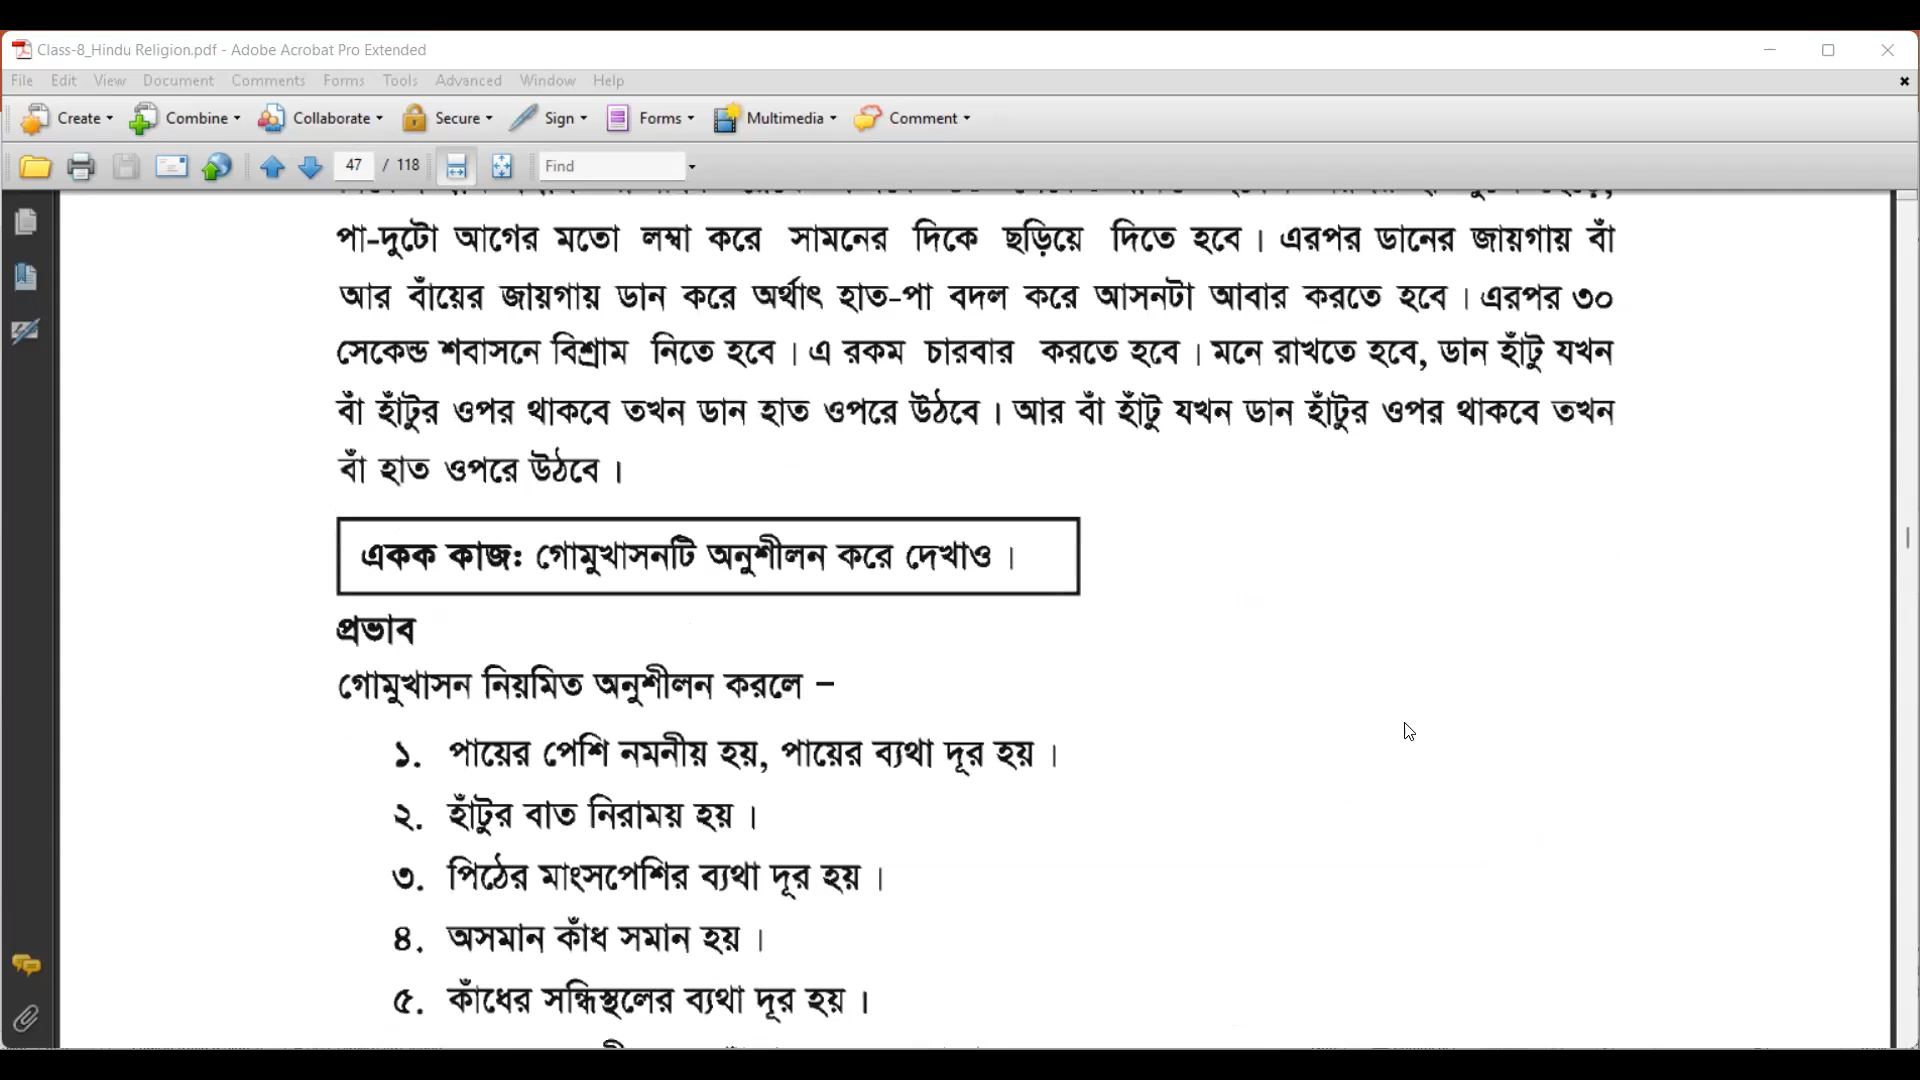 Class-8_Hindu Religion.pdf - Adobe Acrobat Pro Extended
File Edit View Document Comments Forms Tools Advanced Window Help
Create Combine Collaborate Secure Sign Forms Multimedia Comment
47 / 118 Find
পা-দুটো আগের মতো লম্বা করে সামনের দিকে ছড়িয়ে দিতে হবে। এরপর ডানের জায়গায় বাঁ
আর বাঁয়ের জায়গায় ডান করে অর্থাৎ হাত-পা বদল করে আসনটা আবার করতে হবে। এরপর ৩০
সেকেন্ড শবাসনে বিশ্রাম নিতে হবে। এ রকম চারবার করতে হবে। মনে রাখতে হবে, ডান হাঁটু যখন
বাঁ হাঁটুর ওপর থাকবে তখন ডান হাত ওপরে উঠবে। আর বাঁ হাঁটু যখন ডান হাঁটুর ওপর থাকবে তখন
বাঁ হাত ওপরে উঠবে।
একক কাজ: গোমুখাসনটি অনুশীলন করে দেখাও।
প্রভাব
গোমুখাসন নিয়মিত অনুশীলন করলে –
১. পায়ের পেশি নমনীয় হয়, পায়ের ব্যথা দূর হয়।
২. হাঁটুর বাত নিরাময় হয়।
৩. পিঠের মাংসপেশির ব্যথা দূর হয়।
৪. অসমান কাঁধ সমান হয়।
৫. কাঁধের সন্ধিস্থলের ব্যথা দূর হয়।